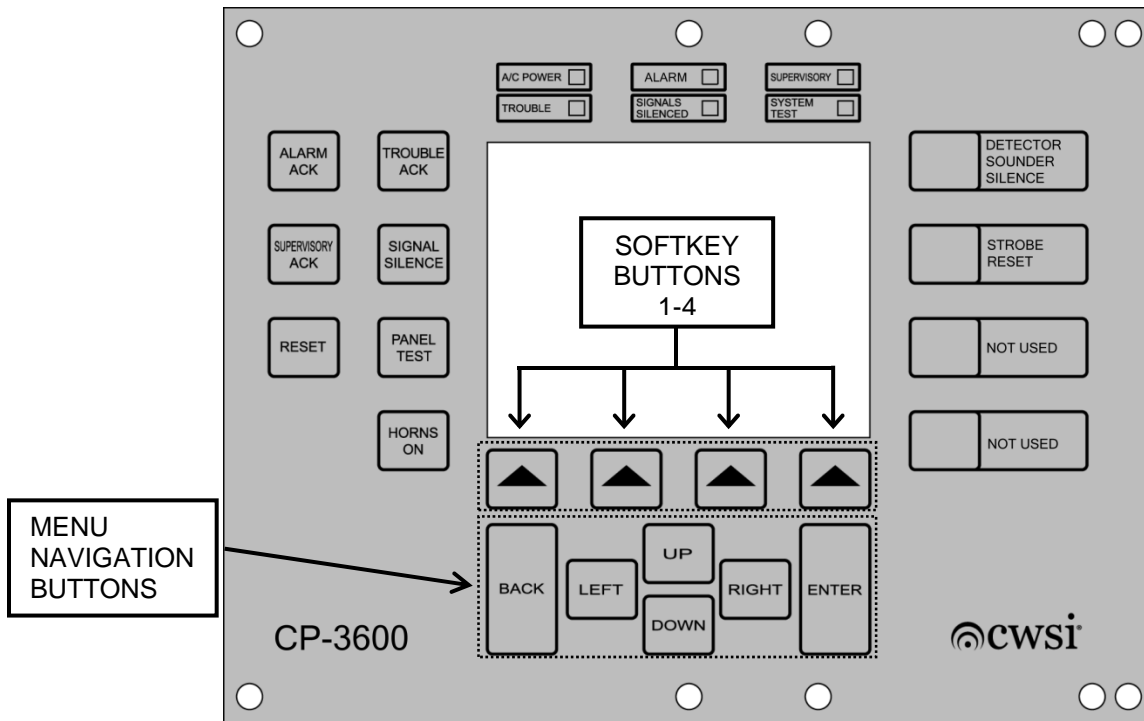 A/C POWER
ALARM
SUPERVISORY
TROUBLE
SIGNALS
SILENCED
SYSTEM
TEST
ALARM
ACK
TROUBLE
ACK
SUPERVISORY
ACK
SIGNAL
SILENCE
RESET
PANEL
TEST
HORNS
ON
SOFTKEY
BUTTONS
1-4
DETECTOR
SOUNDER
SILENCE
STROBE
RESET
NOT USED
NOT USED
MENU
NAVIGATION
BUTTONS
BACK
LEFT
UP
DOWN
RIGHT
ENTER
CP-3600
cwsi